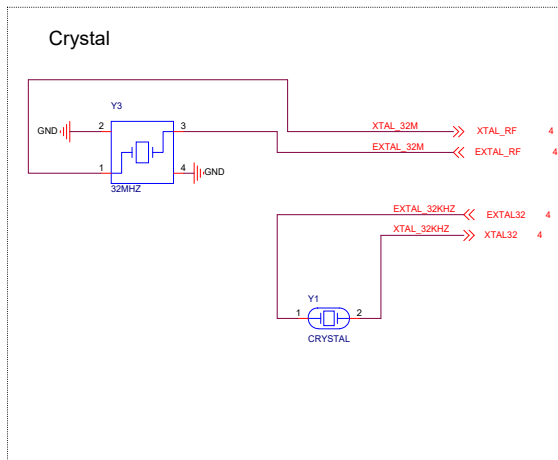 Crystal
Y3
GND 2 3
1 4 GND
32MHZ
XTAL_32M XTAL_RF 4
EXTAL_32M EXTAL_RF 4
EXTAL_32KHZ EXTAL32 4
XTAL_32KHZ XTAL32 4
Y1
1 2
CRYSTAL